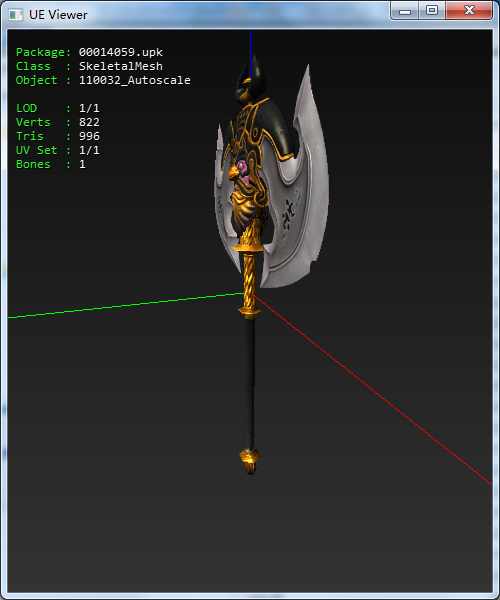 UE Viewer
Package: 00014059.upk
Class  : SkeletalMesh
Object : 110032_Autoscale
LOD    : 1/1
Verts  : 822
Tris   : 996
UV Set : 1/1
Bones  : 1